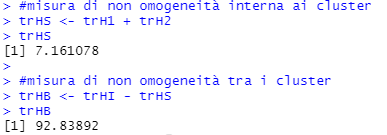 > #misura di non omogeneità interna ai cluster
> trHS <- trH1 + trH2
> trHS
[1] 7.161078
>
> #misura di non omogeneità tra i cluster
> trHB <- trHI - trHS
> trHB
[1] 92.83892